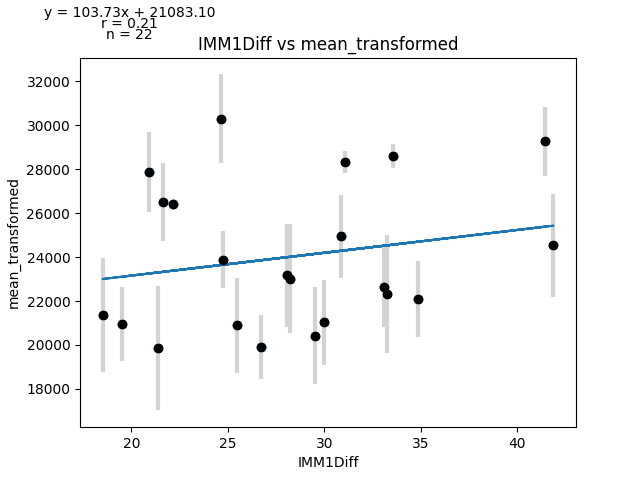 y = 103.73x + 21083.10
r = 0.21
n = 22
IMM1Diff vs mean_transformed
32000
30000
28000
26000
24000
22000
20000
18000
mean_transformed
20 25 30 35 40
IMM1Diff